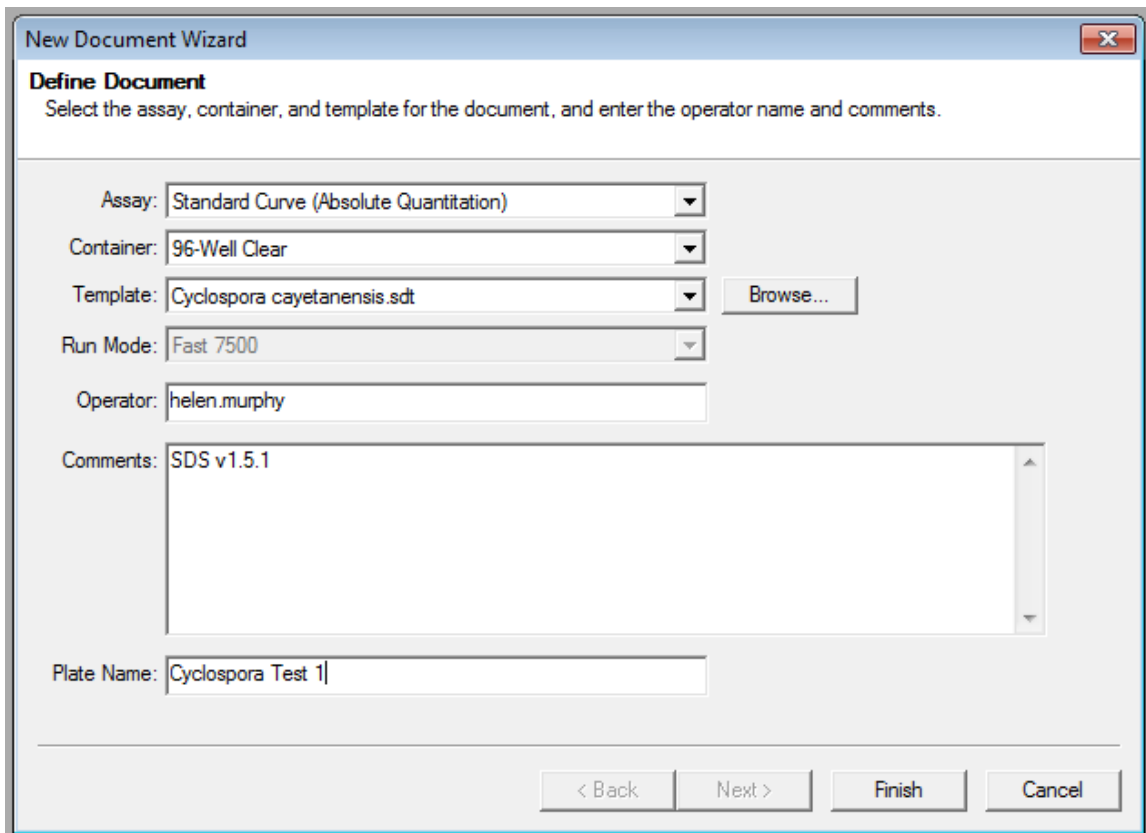 New Document Wizard
Define Document
Select the assay, container, and template for the document, and enter the operator name and comments.
Assay: Standard Curve (Absolute Quantitation)
Container: 96-Well Clear
Template: Cyclospora cayetanensis.sdt Browse...
Run Mode: Fast 7500
Operator: helen.murphy
Comments: SDS v1.5.1
Plate Name: Cyclospora Test 1
< Back Next > Finish Cancel